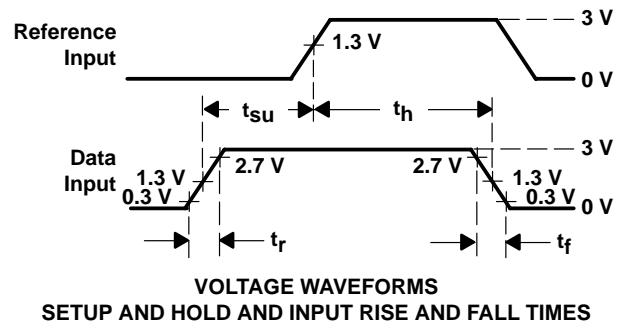 Reference
Input
1.3 V
3 V
0 V
tsu
th
Data
Input
1.3 V
0.3 V
2.7 V
2.7 V
3 V
1.3 V
0.3 V
0 V
tr
tf
VOLTAGE WAVEFORMS
SETUP AND HOLD AND INPUT RISE AND FALL TIMES